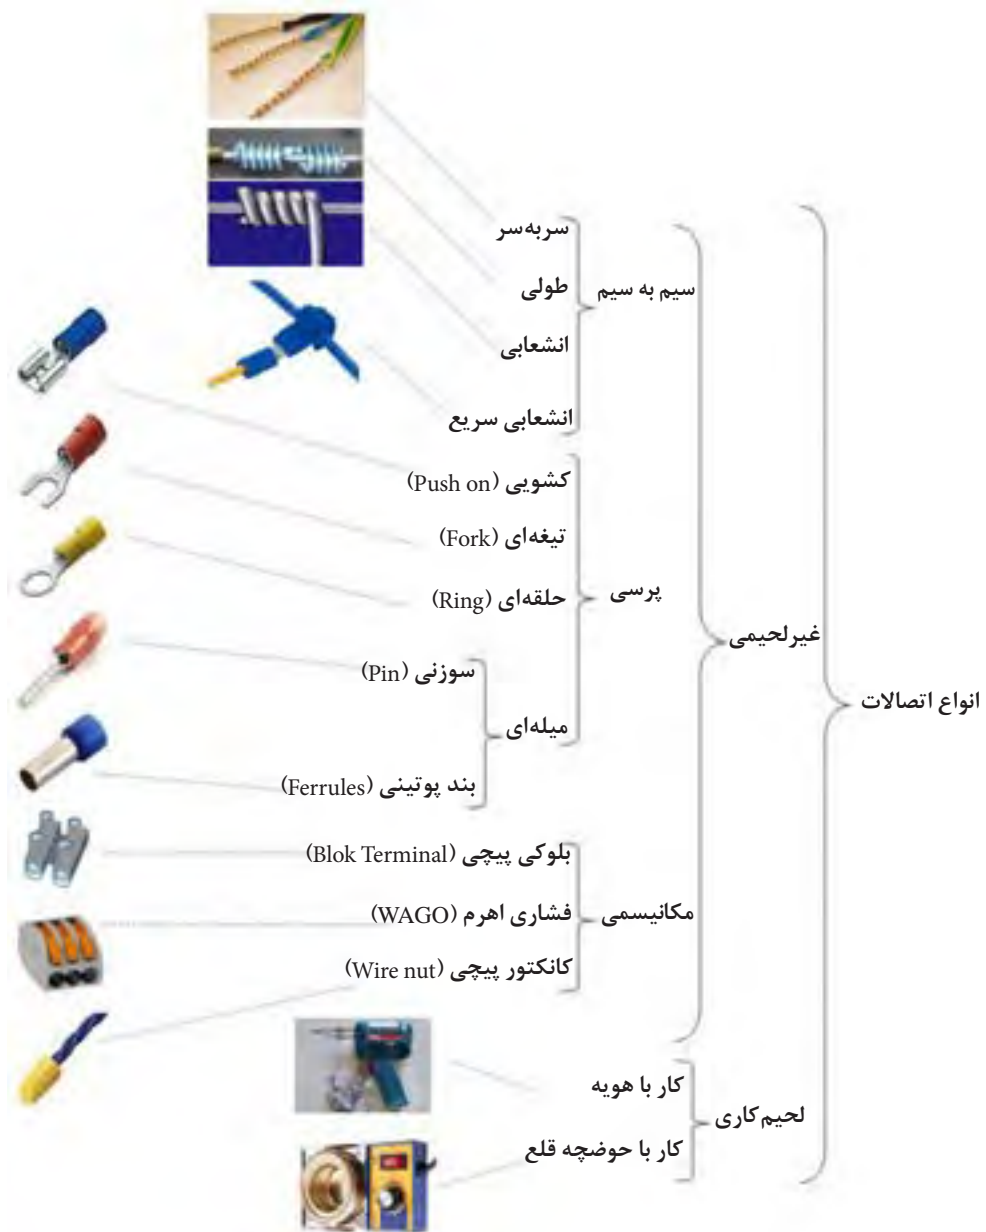 سربه‌سر
سیم به سیم
طولی
انشعابی
انشعابی سریع
کشویی (Push on)
تیغه‌ای (Fork)
پرسی
حلقه‌ای (Ring)
غیرلحیمی
سوزنی (Pin)
انواع اتصالات
میله‌ای
بند پوتینی (Ferrules)
بلوکی پیچی (Blok Terminal)
مکانیسمی
فشاری اهرم (WAGO)
کانکتور پیچی (Wire nut)
کار با هویه
لحیم‌کاری
کار با حوضچه قلع